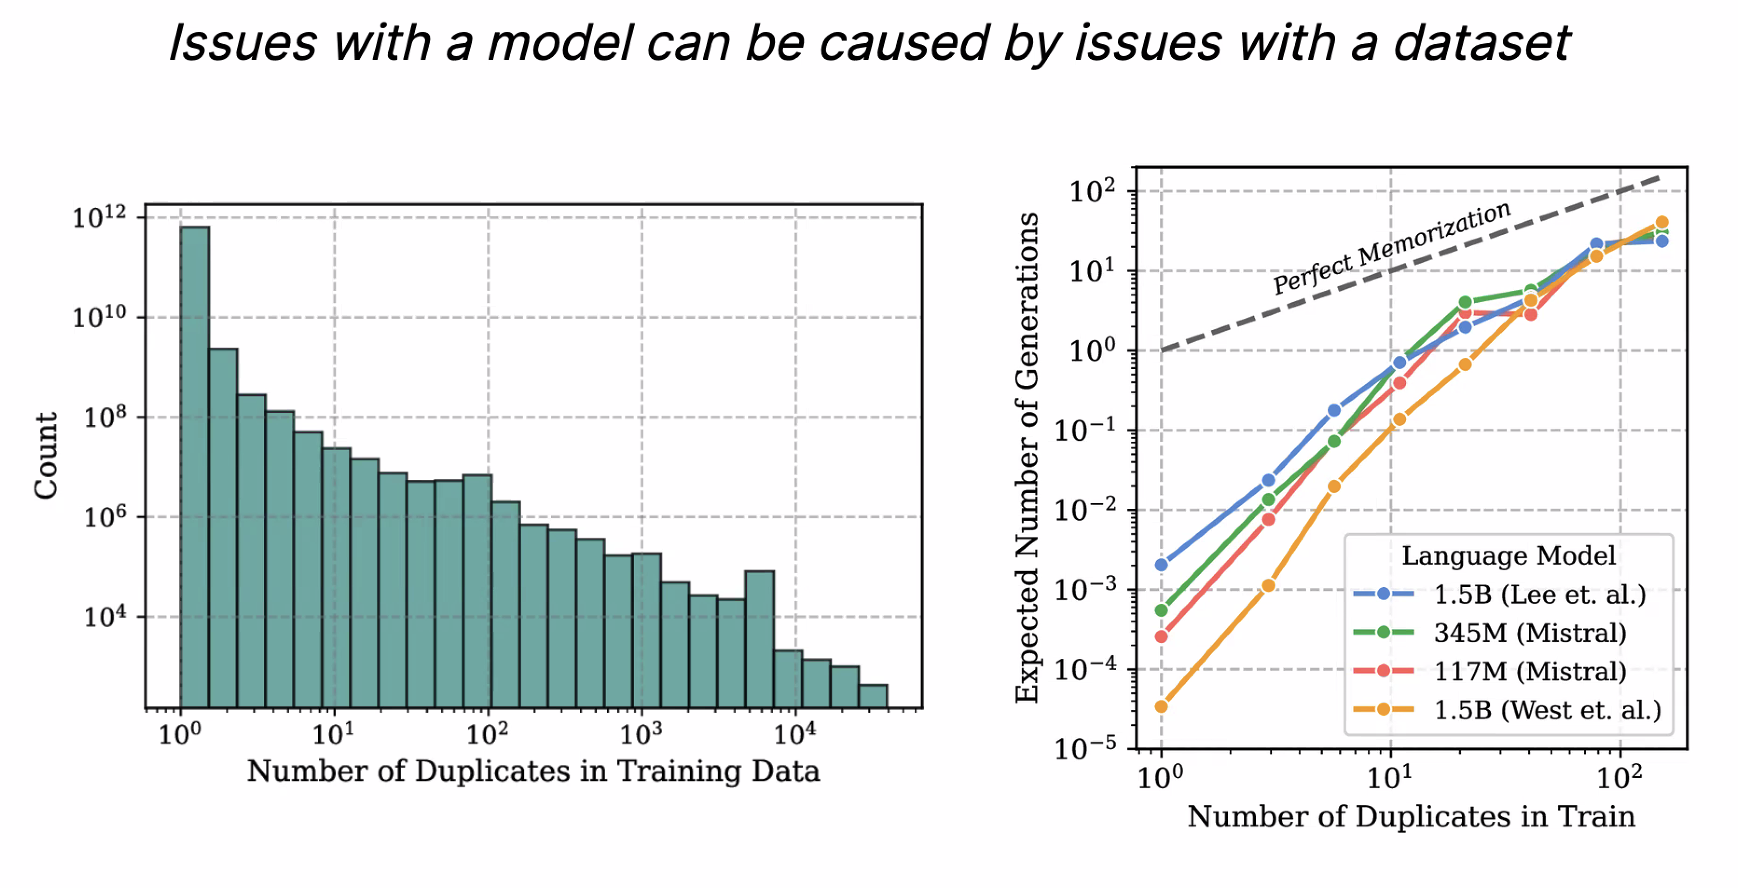 Issues with a model can be caused by issues with a dataset
Count
10^12
10^10
10^8
10^6
10^4
10^0 10^1 10^2 10^3 10^4
Number of Duplicates in Training Data
Expected Number of Generations
10^2
10^1
10^0
10^−1
10^−2
10^−3
10^−4
10^−5
Perfect Memorization
Language Model
1.5B (Lee et. al.)
345M (Mistral)
117M (Mistral)
1.5B (West et. al.)
10^0 10^1 10^2
Number of Duplicates in Train